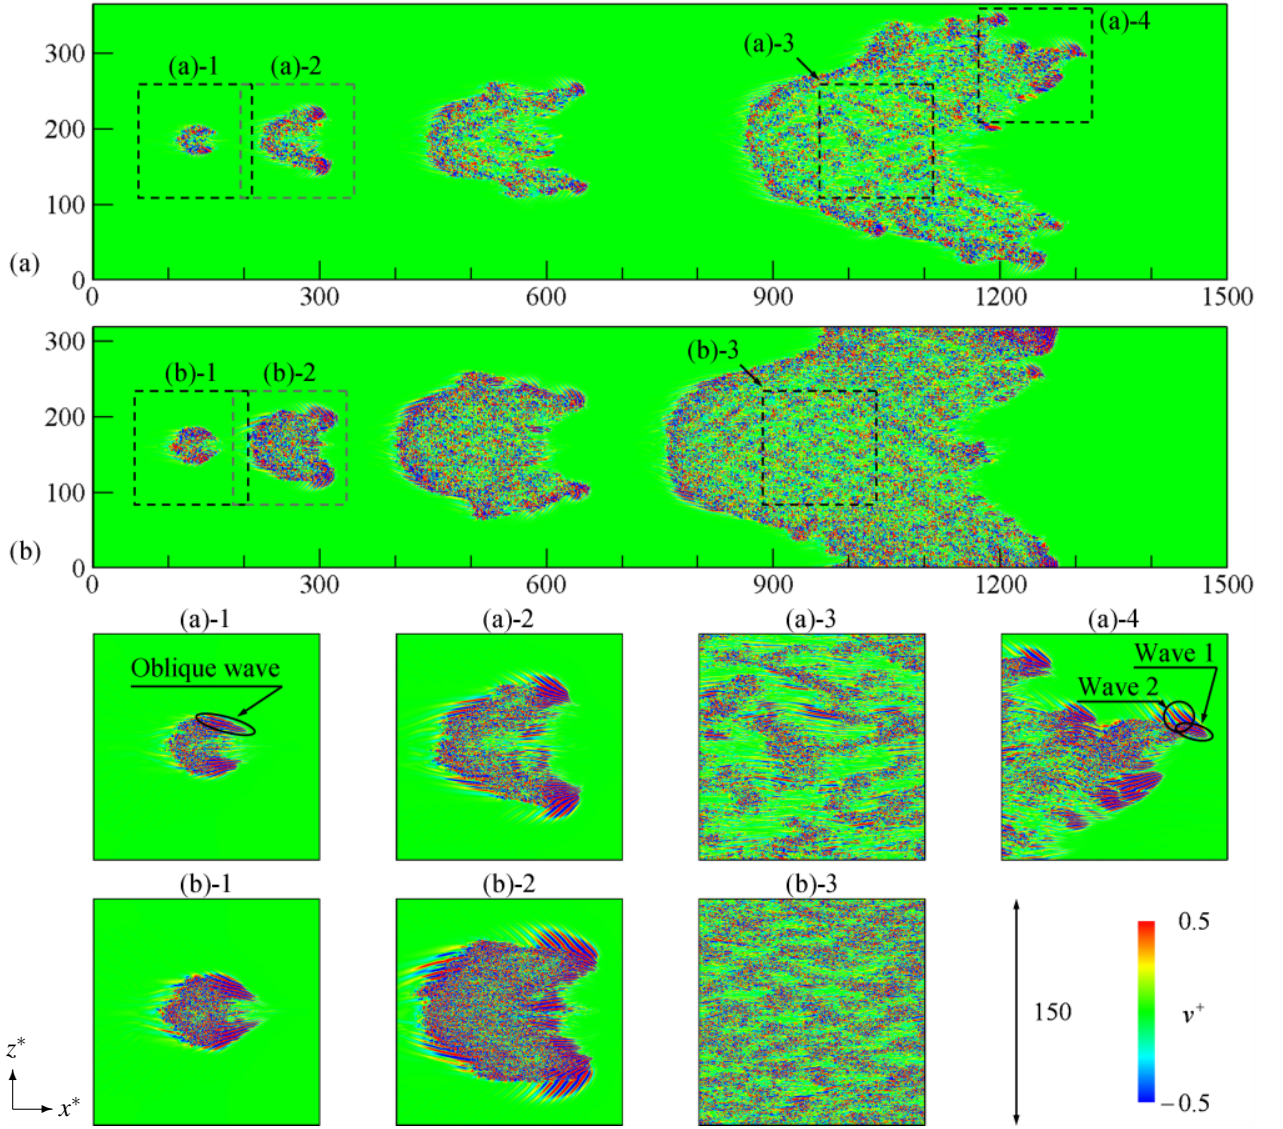 300
200
100
0
(a)
(a)-1
(a)-2
(a)-3
(a)-4
0 300 600 900 1200 1500
300
200
100
0
(b)
(b)-1
(b)-2
(b)-3
0 300 600 900 1200 1500
(a)-1 (a)-2 (a)-3 (a)-4
Oblique wave
Wave 1
Wave 2
(b)-1 (b)-2 (b)-3
150
0.5
v⁺
−0.5
z*
x*